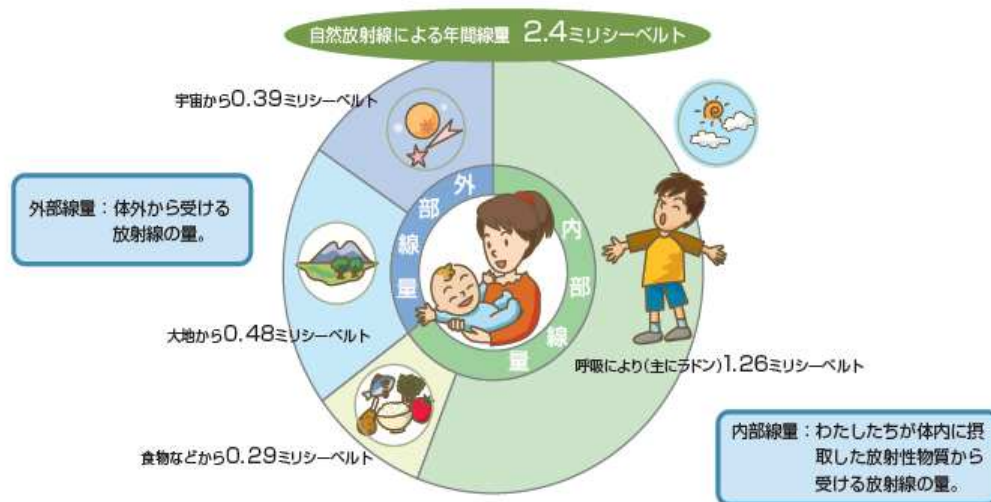 自然放射線による年間線量 2.4ミリシーベルト
宇宙から0.39ミリシーベルト
外部線量：体外から受ける
放射線の量。
外部線量
内部線量
大地から0.48ミリシーベルト
呼吸により(主にラドン)1.26ミリシーベルト
食物などから0.29ミリシーベルト
内部線量：わたしたちが体内に摂
取した放射性物質から
受ける放射線の量。